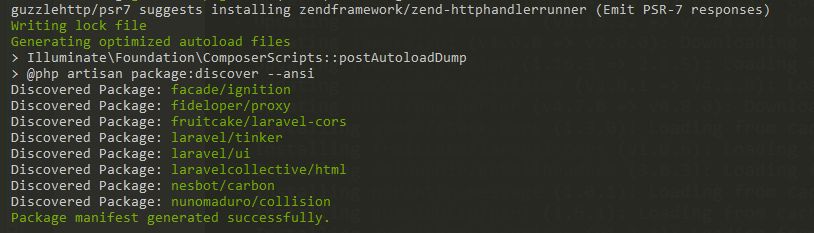 guzzlehttp/psr7 suggests installing zendframework/zend-httphandlerrunner (Emit PSR-7 responses)
Writing lock file
Generating optimized autoload files
> Illuminate\Foundation\ComposerScripts::postAutoloadDump
> @php artisan package:discover --ansi
Discovered Package: facade/ignition
Discovered Package: fideloper/proxy
Discovered Package: fruitcake/laravel-cors
Discovered Package: laravel/tinker
Discovered Package: laravel/ui
Discovered Package: laravelcollective/html
Discovered Package: nesbot/carbon
Discovered Package: nunomaduro/collision
Package manifest generated successfully.